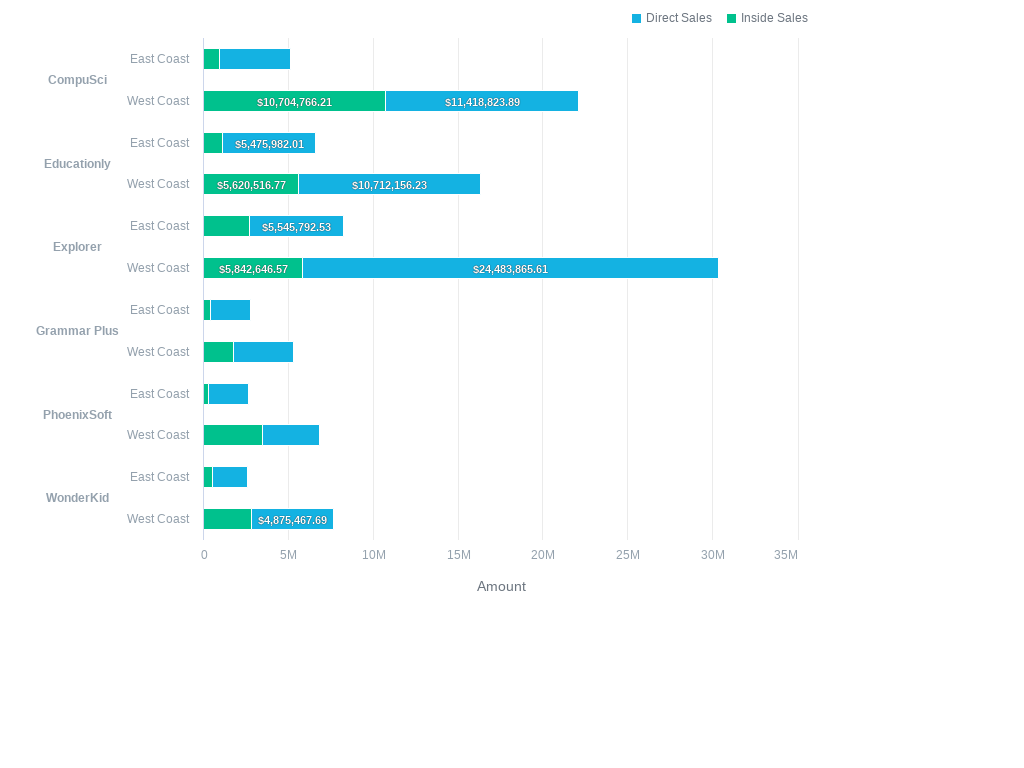 Direct Sales Inside Sales
East Coast
CompuSci
West Coast $10,704,766.21 $11,418,823.89
East Coast $5,475,982.01
Educationly
West Coast $5,620,516.77 $10,712,156.23
East Coast $5,545,792.53
Explorer
West Coast $5,842,646.57 $24,483,865.61
East Coast
Grammar Plus
West Coast
East Coast
PhoenixSoft
West Coast
East Coast
WonderKid
West Coast $4,875,467.69
0 5M 10M 15M 20M 25M 30M 35M
Amount